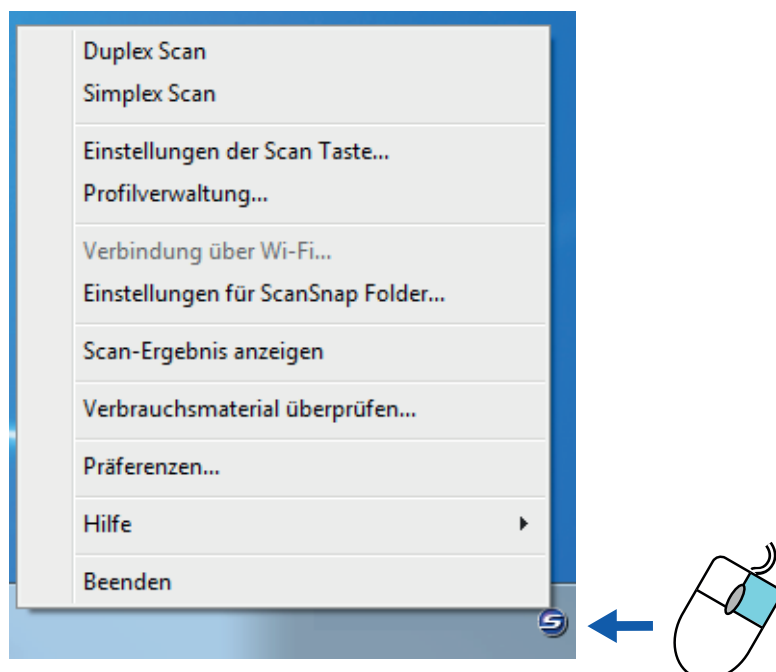 Duplex Scan
Simplex Scan
Einstellungen der Scan Taste...
Profilverwaltung...
Verbindung über Wi-Fi...
Einstellungen für ScanSnap Folder...
Scan-Ergebnis anzeigen
Verbrauchsmaterial überprüfen...
Präferenzen...
Hilfe
Beenden